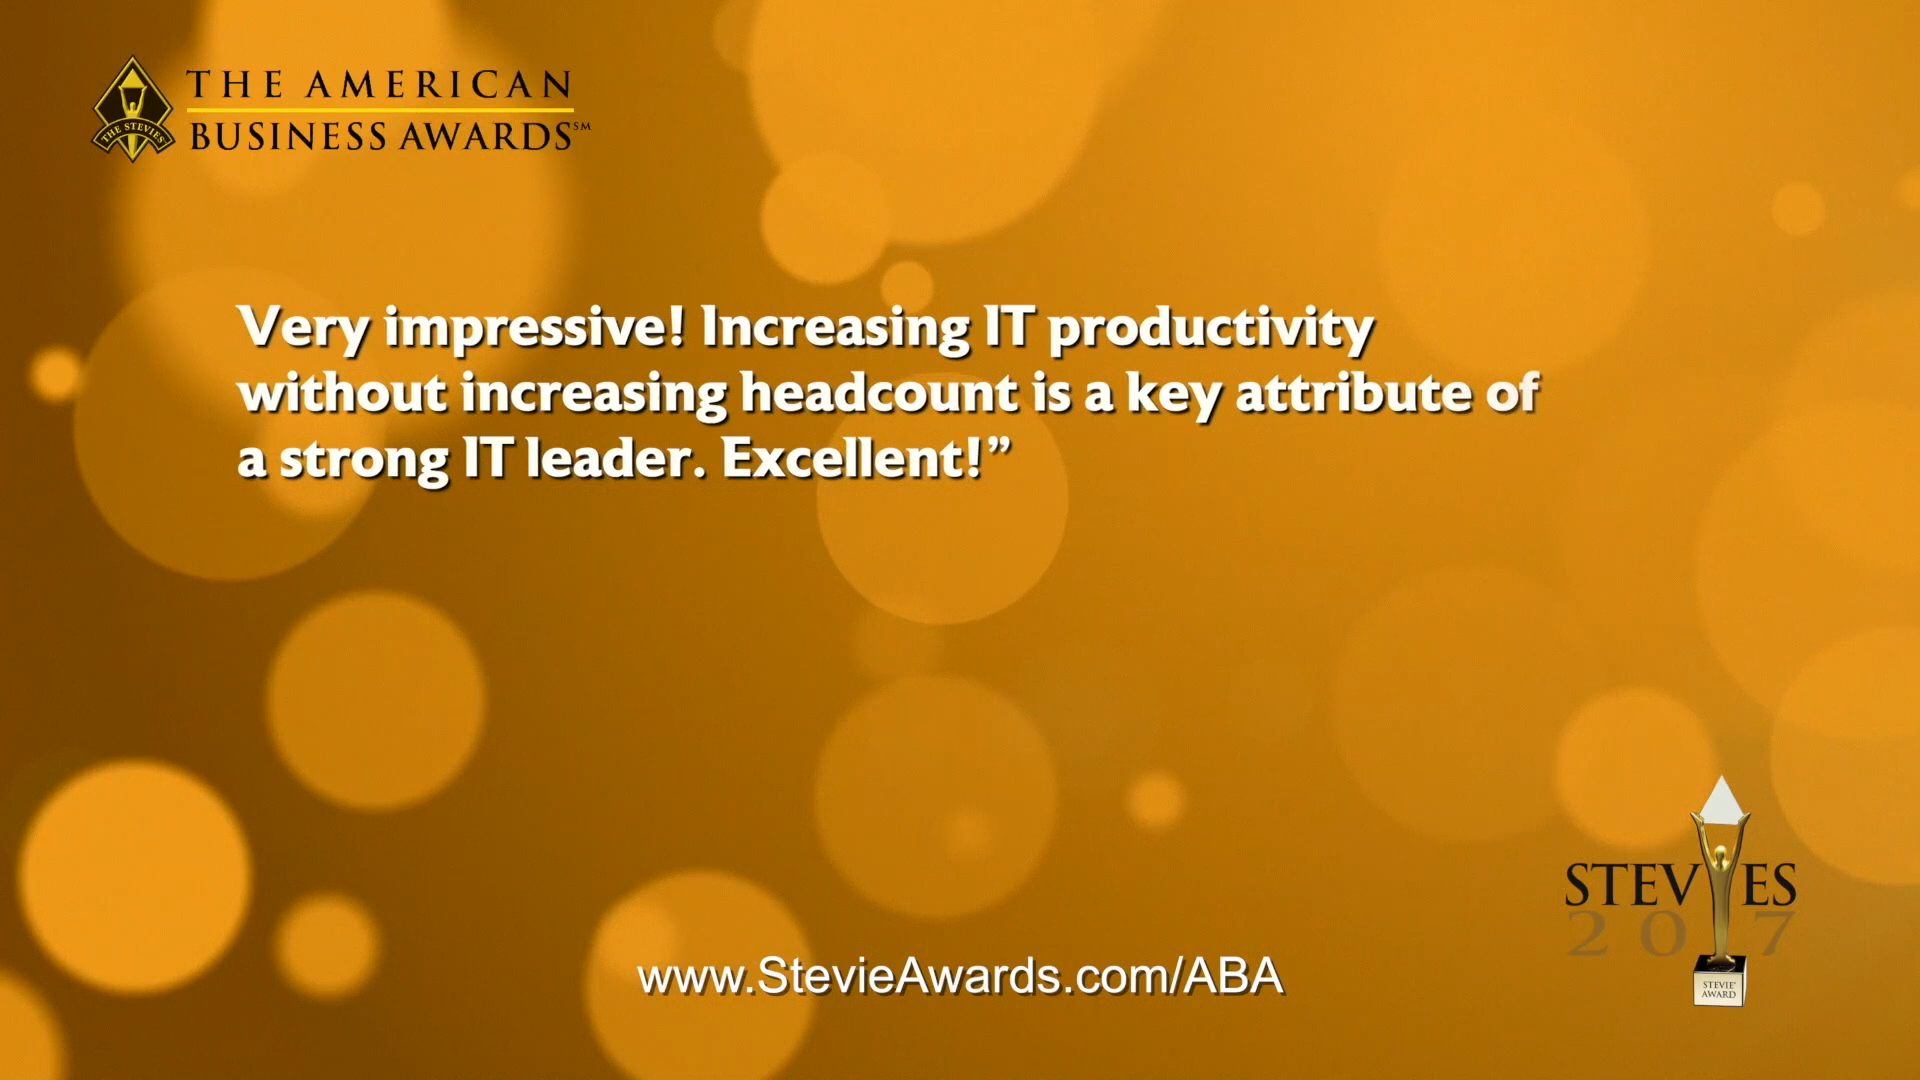 THE AMERICAN
BUSINESS AWARDS℠
THE STEVIES
Very impressive! Increasing IT productivity
without increasing headcount is a key attribute of
a strong IT leader. Excellent!”
STEVIES
2017
STEVIE®
AWARD
www.StevieAwards.com/ABA